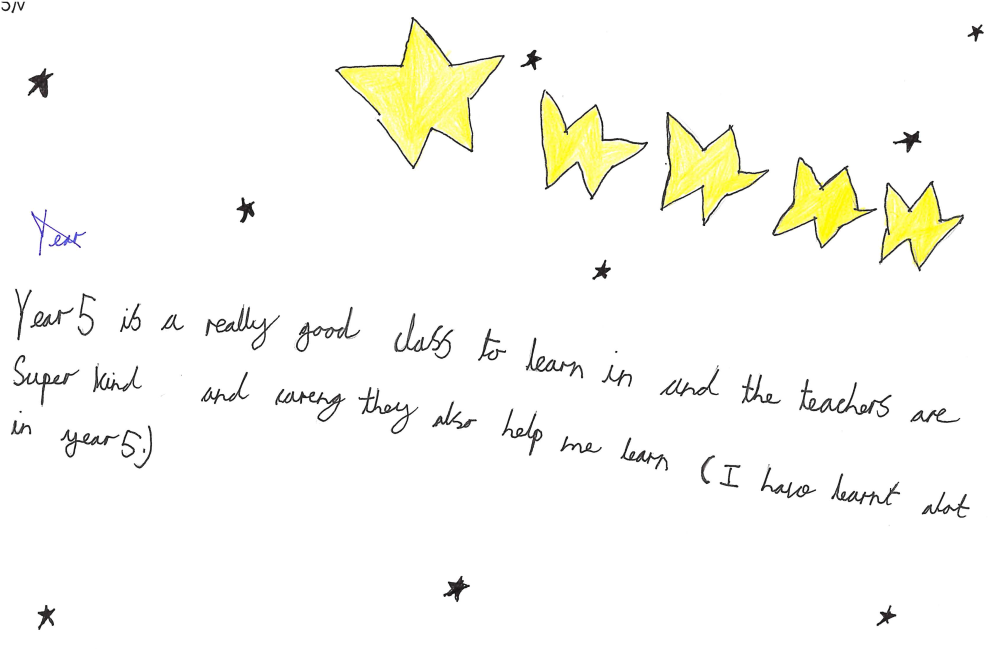 Year
Year 5 is a really good class to learn in and the teachers are
Super kind and careng they also help me learn (I have learnt alot
in year 5.)